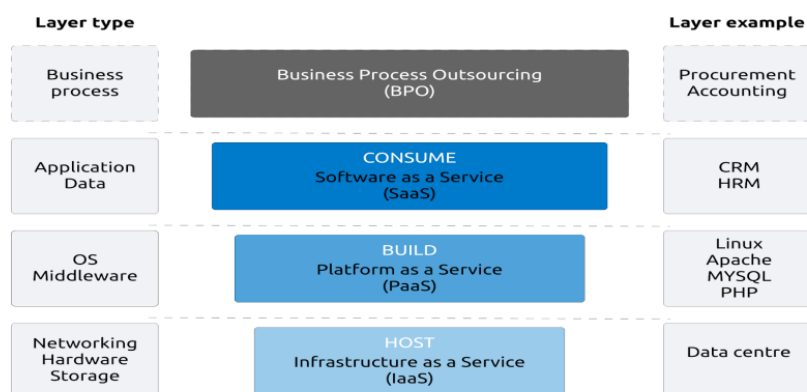 Layer type
Layer example
Business
process
Business Process Outsourcing
(BPO)
Procurement
Accounting
Application
Data
CONSUME
Software as a Service
(SaaS)
CRM
HRM
OS
Middleware
BUILD
Platform as a Service
(PaaS)
Linux
Apache
MYSQL
PHP
Networking
Hardware
Storage
HOST
Infrastructure as a Service
(IaaS)
Data centre